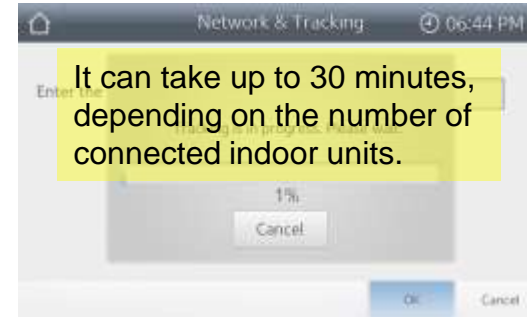 Network & Tracking
06:44 PM
It can take up to 30 minutes,
Enter the
depending on the number of
Tracking is in progress. Please wait.
connected indoor units.
1%
Cancel
OK
Cancel